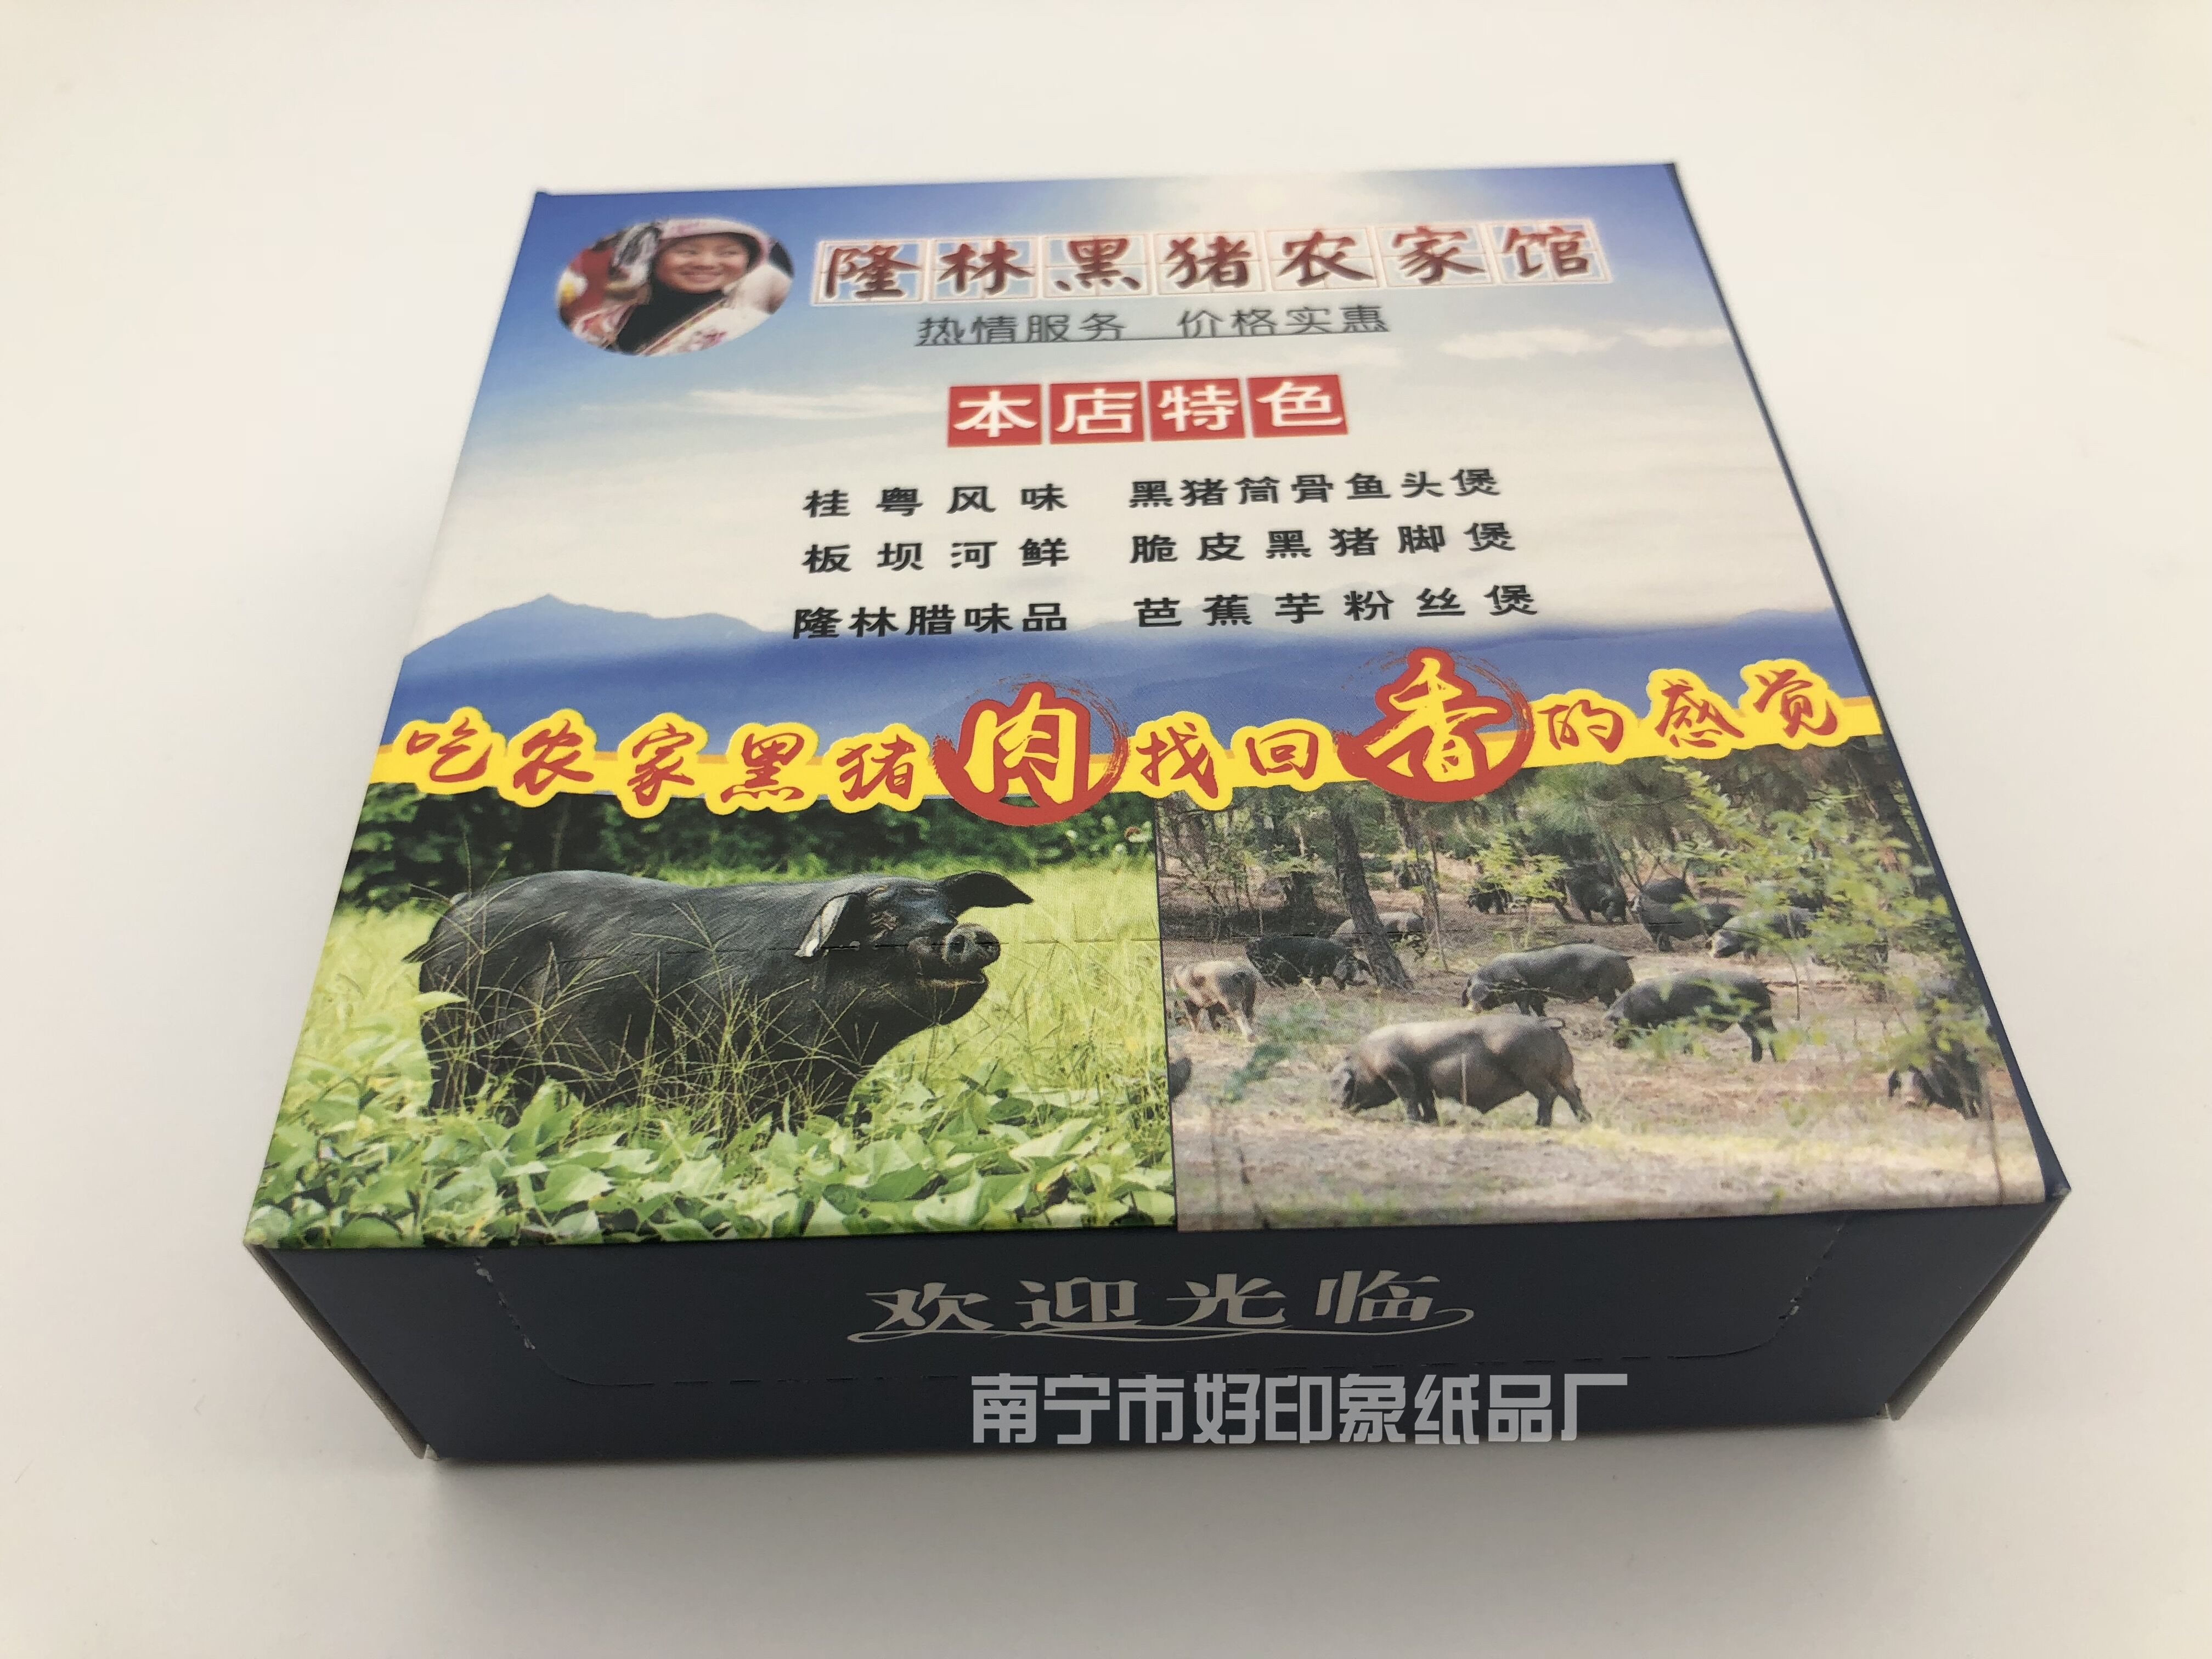 隆林黑猪农家馆
热情服务 价格实惠
本店特色
桂粤风味 黑猪筒骨鱼头煲
板坝河鲜 脆皮黑猪脚煲
隆林腊味品 芭蕉芋粉丝煲
吃农家黑猪肉找回香的感觉
欢迎光临
南宁市好印象纸品厂